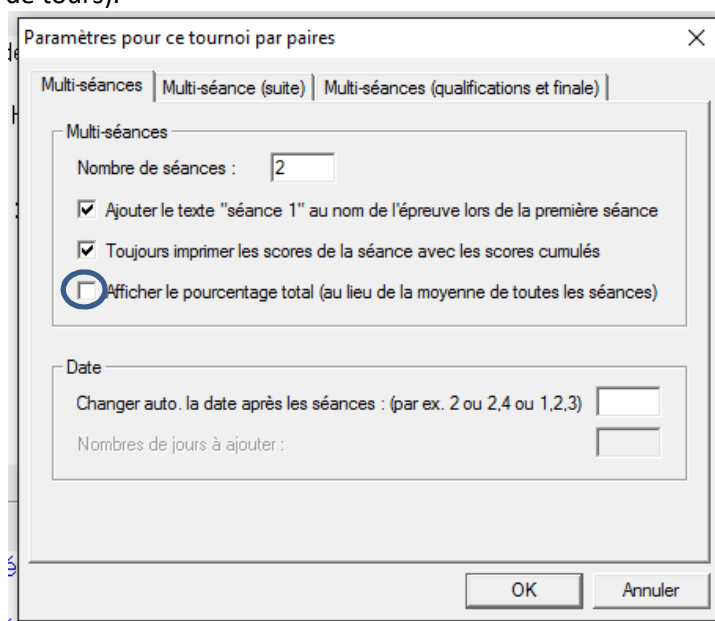 de tours).
Paramètres pour ce tournoi par paires
Multi-séances Multi-séance (suite) Multi-séances (qualifications et finale)
Multi-séances
Nombre de séances : 2
Ajouter le texte "séance 1" au nom de l'épreuve lors de la première séance
Toujours imprimer les scores de la séance avec les scores cumulés
Afficher le pourcentage total (au lieu de la moyenne de toutes les séances)
Date
Changer auto. la date après les séances : (par ex. 2 ou 2,4 ou 1,2,3)
Nombres de jours à ajouter :
OK Annuler